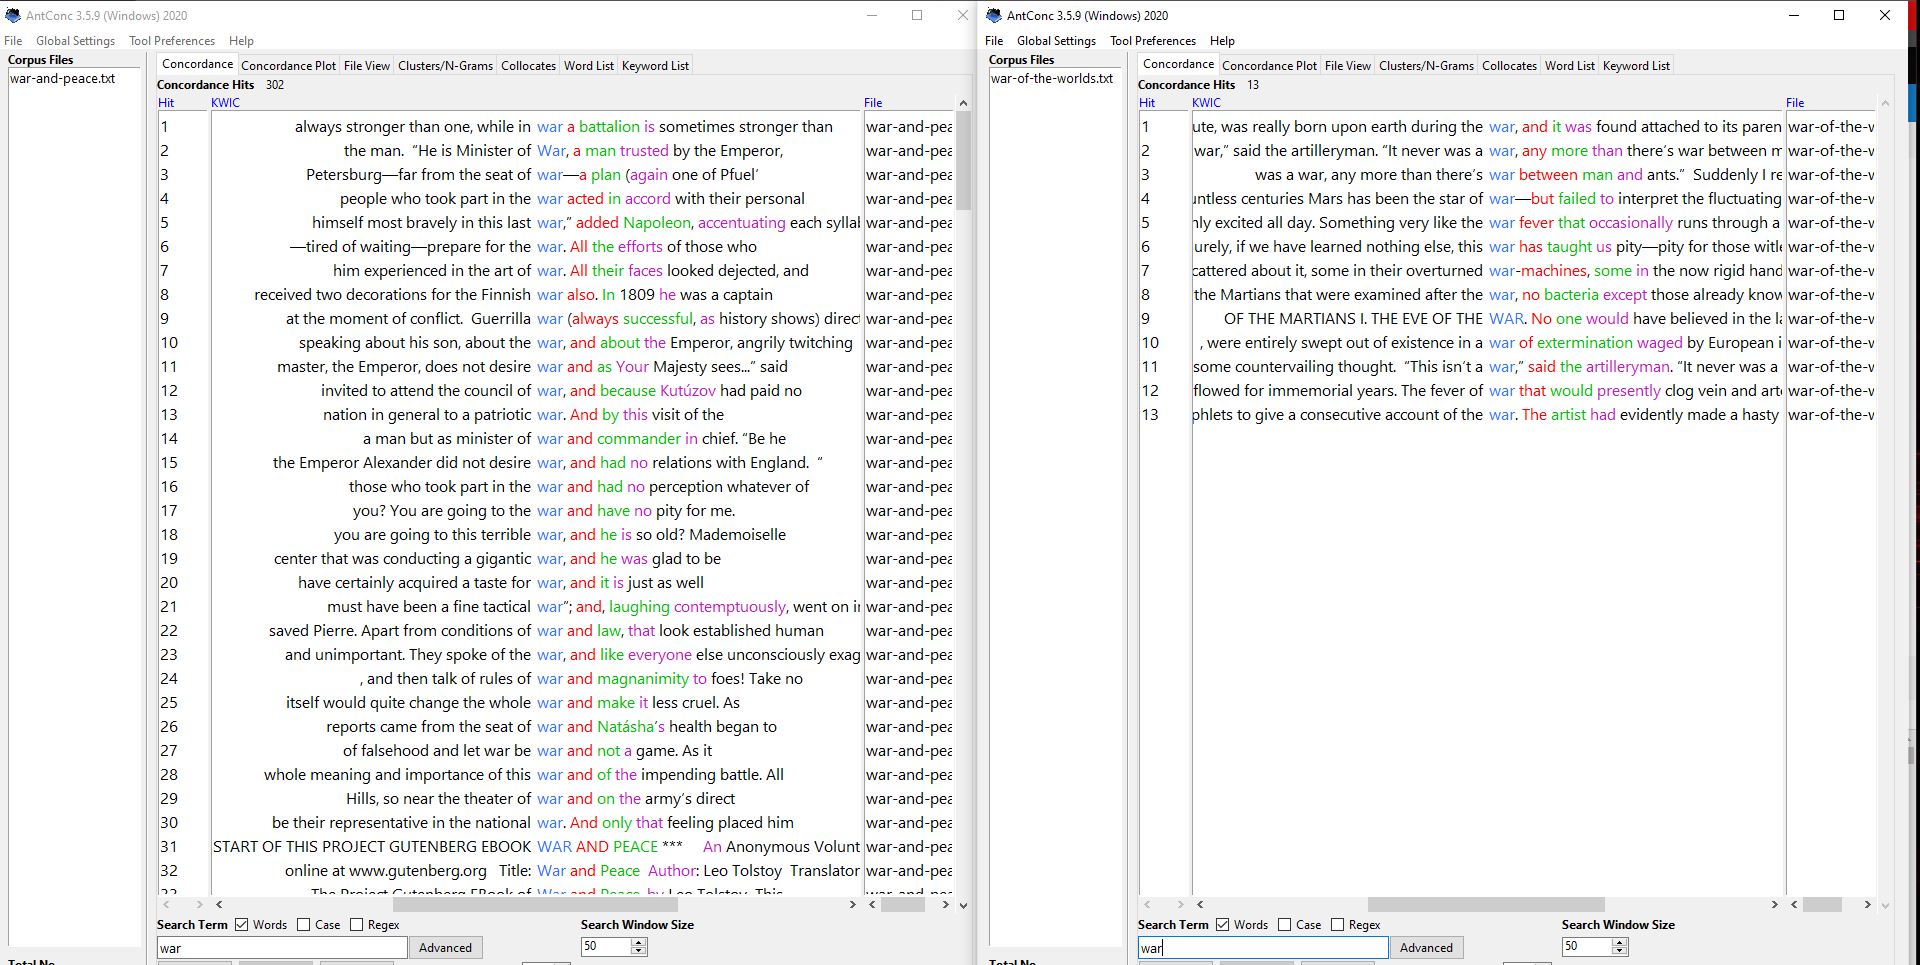 AntConc 3.5.9 (Windows) 2020
File Global Settings Tool Preferences Help
Corpus Files
war-and-peace.txt
Concordance Concordance Plot File View Clusters/N-Grams Collocates Word List Keyword List
Concordance Hits 302
Hit KWIC File
1 always stronger than one, while in war a battalion is sometimes stronger than war-and-pea
2 the man. “He is Minister of War, a man trusted by the Emperor, war-and-pea
3 Petersburg—far from the seat of war—a plan (again one of Pfuel’ war-and-pea
4 people who took part in the war acted in accord with their personal war-and-pea
5 himself most bravely in this last war,” added Napoleon, accentuating each syllal war-and-pea
6 —tired of waiting—prepare for the war. All the efforts of those who war-and-pea
7 him experienced in the art of war. All their faces looked dejected, and war-and-pea
8 received two decorations for the Finnish war also. In 1809 he was a captain war-and-pea
9 at the moment of conflict. Guerrilla war (always successful, as history shows) direct war-and-pea
10 speaking about his son, about the war, and about the Emperor, angrily twitching war-and-pea
11 master, the Emperor, does not desire war and as Your Majesty sees...” said war-and-pea
12 invited to attend the council of war, and because Kutúzov had paid no war-and-pea
13 nation in general to a patriotic war. And by this visit of the war-and-pea
14 a man but as minister of war and commander in chief. “Be he war-and-pea
15 the Emperor Alexander did not desire war, and had no relations with England. “ war-and-pea
16 those who took part in the war and had no perception whatever of war-and-pea
17 you? You are going to the war and have no pity for me. war-and-pea
18 you are going to this terrible war, and he is so old? Mademoiselle war-and-pea
19 center that was conducting a gigantic war, and he was glad to be war-and-pea
20 have certainly acquired a taste for war, and it is just as well war-and-pea
21 must have been a fine tactical war”; and, laughing contemptuously, went on in war-and-pea
22 saved Pierre. Apart from conditions of war and law, that look established human war-and-pea
23 and unimportant. They spoke of the war, and like everyone else unconsciously exag war-and-pea
24 , and then talk of rules of war and magnanimity to foes! Take no war-and-pea
25 itself would quite change the whole war and make it less cruel. As war-and-pea
26 reports came from the seat of war and Natásha’s health began to war-and-pea
27 of falsehood and let war be war and not a game. As it war-and-pea
28 whole meaning and importance of this war and of the impending battle. All war-and-pea
29 Hills, so near the theater of war and on the army’s direct war-and-pea
30 be their representative in the national war. And only that feeling placed him war-and-pea
31 START OF THIS PROJECT GUTENBERG EBOOK WAR AND PEACE *** An Anonymous Volunt war-and-pea
32 online at www.gutenberg.org Title: War and Peace Author: Leo Tolstoy Translator war-and-pea
33 The Project Gutenberg EBook of War and Peace, by Leo Tolstoy This
Search Term Words Case Regex Search Window Size
war Advanced 50
Total No.
AntConc 3.5.9 (Windows) 2020
File Global Settings Tool Preferences Help
Corpus Files
war-of-the-worlds.txt
Concordance Concordance Plot File View Clusters/N-Grams Collocates Word List Keyword List
Concordance Hits 13
Hit KWIC File
1 ute, was really born upon earth during the war, and it was found attached to its paren war-of-the-w
2 war,” said the artilleryman. “It never was a war, any more than there’s war between m war-of-the-w
3 was a war, any more than there’s war between man and ants.” Suddenly I re war-of-the-w
4 untless centuries Mars has been the star of war—but failed to interpret the fluctuating war-of-the-w
5 nly excited all day. Something very like the war fever that occasionally runs through a war-of-the-w
6 urely, if we have learned nothing else, this war has taught us pity—pity for those witle war-of-the-w
7 cattered about it, some in their overturned war-machines, some in the now rigid hand war-of-the-w
8 the Martians that were examined after the war, no bacteria except those already know war-of-the-w
9 OF THE MARTIANS I. THE EVE OF THE WAR. No one would have believed in the la war-of-the-w
10 , were entirely swept out of existence in a war of extermination waged by European i war-of-the-w
11 some countervailing thought. “This isn’t a war,” said the artilleryman. “It never was a war-of-the-w
12 flowed for immemorial years. The fever of war that would presently clog vein and arte war-of-the-w
13 phlets to give a consecutive account of the war. The artist had evidently made a hasty war-of-the-w
Search Term Words Case Regex Search Window Size
war Advanced 50
Total No.